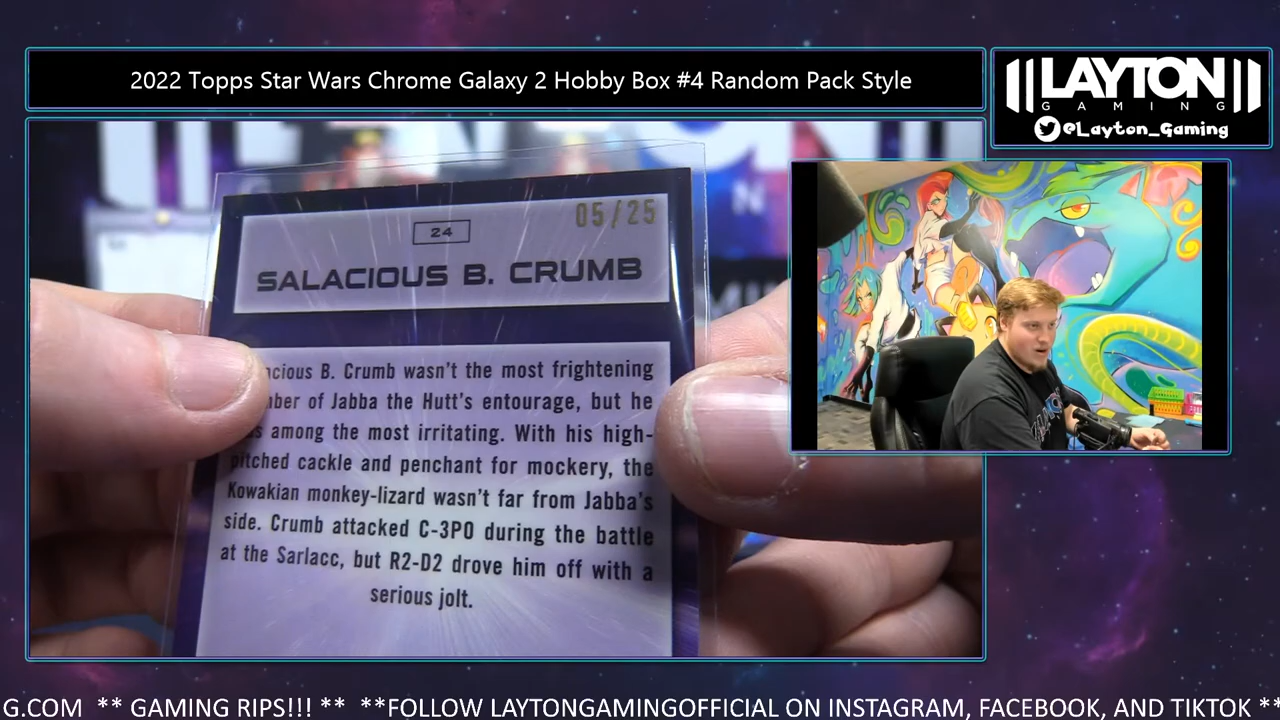 2022 Topps Star Wars Chrome Galaxy 2 Hobby Box #4 Random Pack Style
LAYTON
GAMING
@Layton_Gaming
05/25
24
SALACIOUS B. CRUMB
B. Crumb wasn't the most frightening
of Jabba the Hutt's entourage, but he
among the most irritating. With his high-
pitched cackle and penchant for mockery, the
Kowakian monkey-lizard wasn't far from Jabba's
side. Crumb attacked C-3PO during the battle
at the Sarlacc, but R2-D2 drove him off with a
serious jolt.
G.COM ** GAMING RIPS!!! ** **FOLLOW LAYTONGAMINGOFFICIAL ON INSTAGRAM, FACEBOOK, AND TIKTOK **